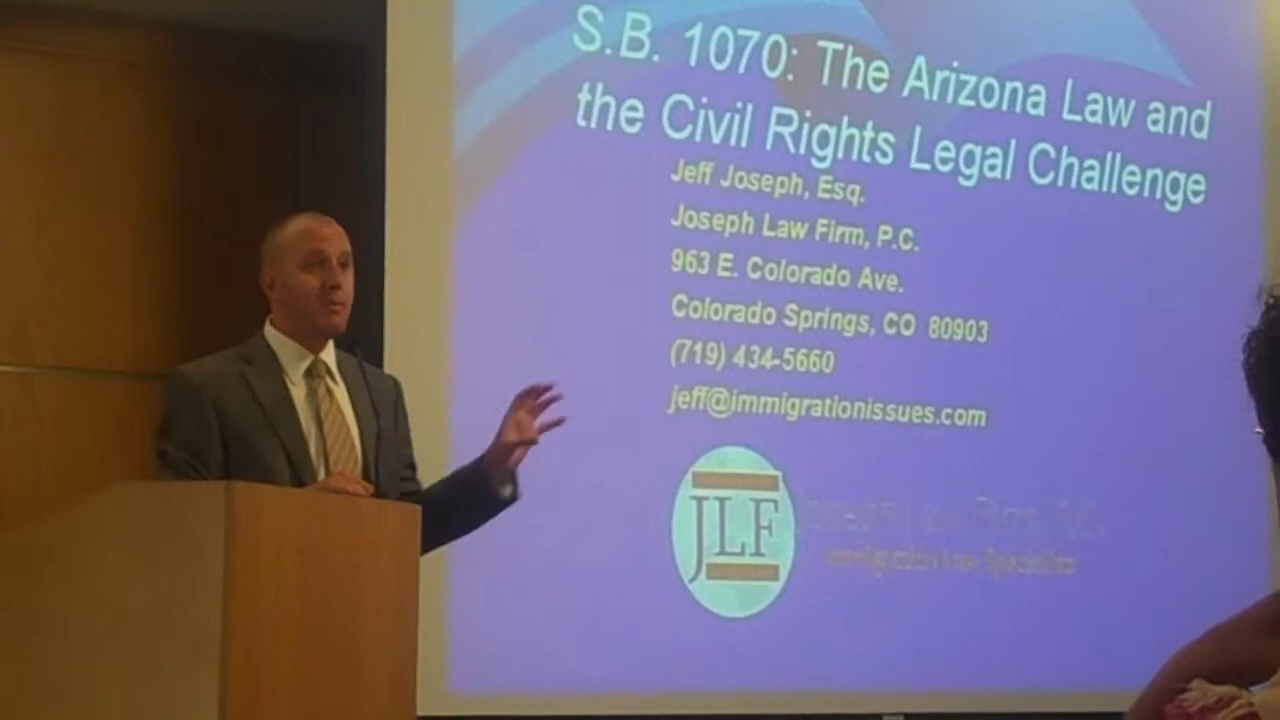 S.B. 1070: The Arizona Law and
the Civil Rights Legal Challenge
Jeff Joseph, Esq.
Joseph Law Firm, P.C.
963 E. Colorado Ave.
Colorado Springs, CO 80903
(719) 434-5660
jeff@immigrationissues.com
JLF